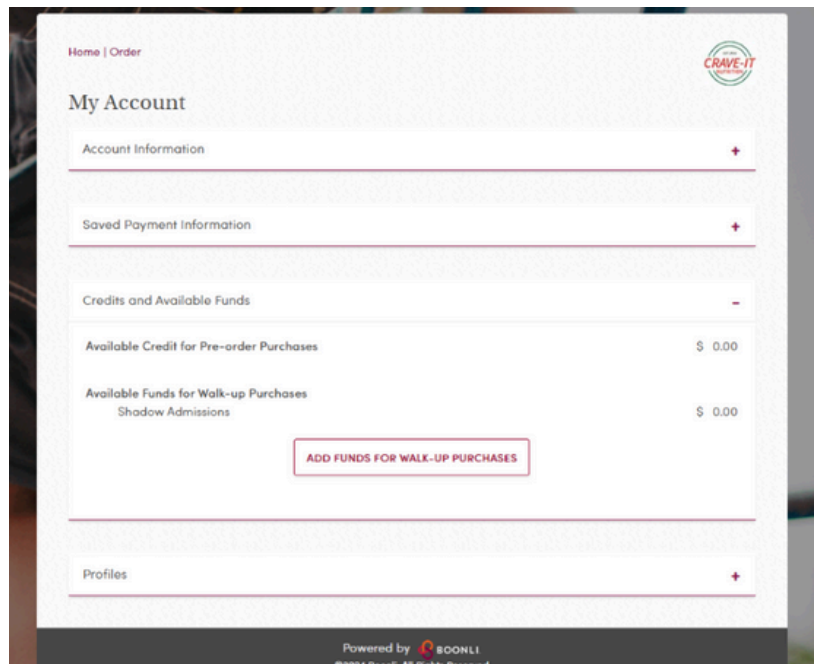 Home | Order
CRAVE-IT
NUTRITION
My Account
Account Information +
Saved Payment Information +
Credits and Available Funds -
Available Credit for Pre-order Purchases $ 0.00
Available Funds for Walk-up Purchases
Shadow Admissions $ 0.00
ADD FUNDS FOR WALK-UP PURCHASES
Profiles +
Powered by BOONLI